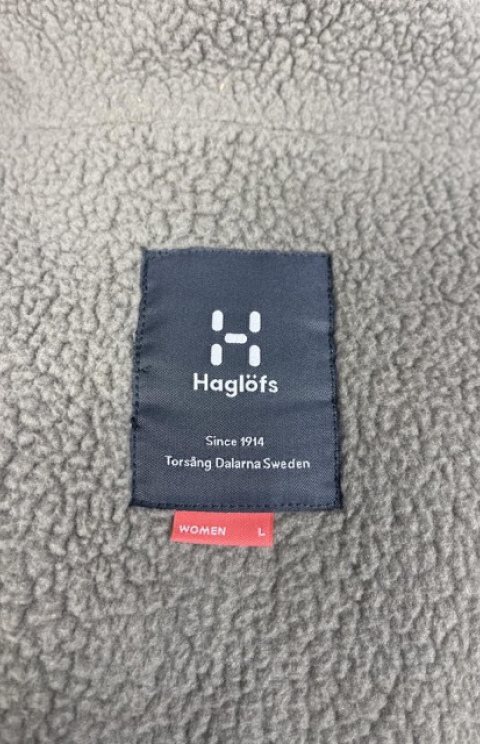 Haglöfs
Since 1914
Torsång Dalarna Sweden
WOMEN L